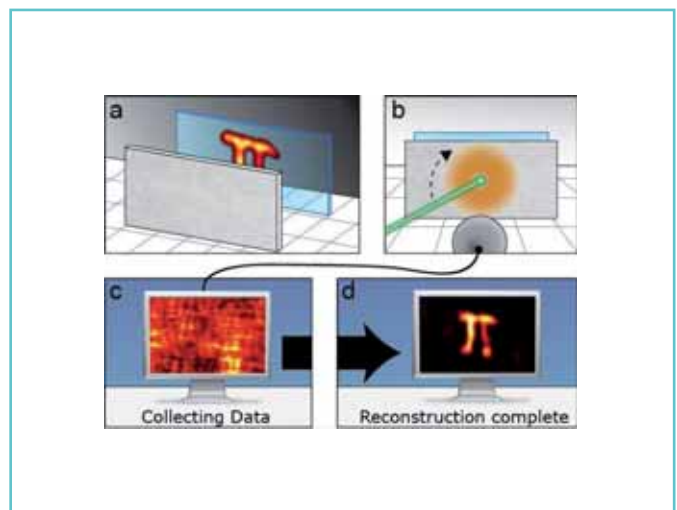 a
b
π
c
d
π
Collecting Data
Reconstruction complete